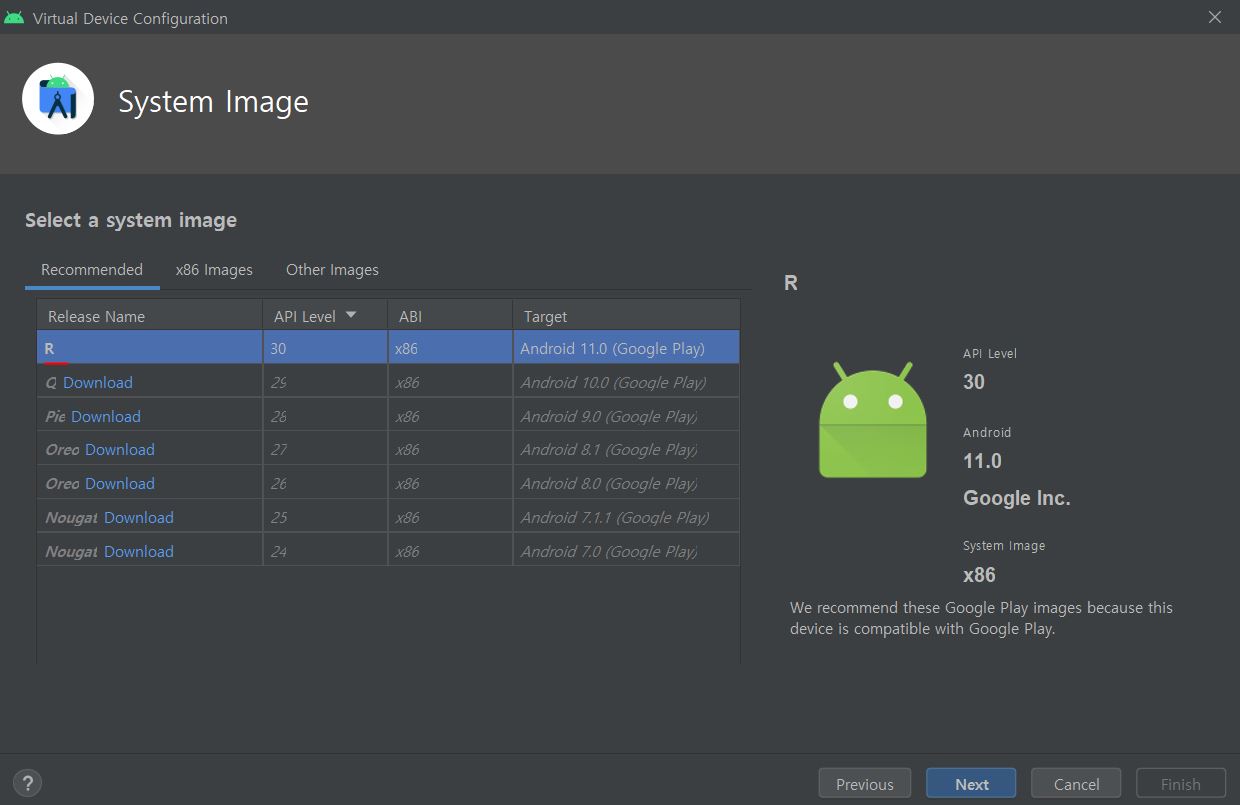 Virtual Device Configuration
System Image
Select a system image
Recommended x86 Images Other Images
Release Name API Level ABI Target
R 30 x86 Android 11.0 (Google Play)
Q Download 29 x86 Android 10.0 (Google Play)
Pie Download 28 x86 Android 9.0 (Google Play)
Oreo Download 27 x86 Android 8.1 (Google Play)
Oreo Download 26 x86 Android 8.0 (Google Play)
Nougat Download 25 x86 Android 7.1.1 (Google Play)
Nougat Download 24 x86 Android 7.0 (Google Play)
R
API Level
30
Android
11.0
Google Inc.
System Image
x86
We recommend these Google Play images because this
device is compatible with Google Play.
? Previous Next Cancel Finish